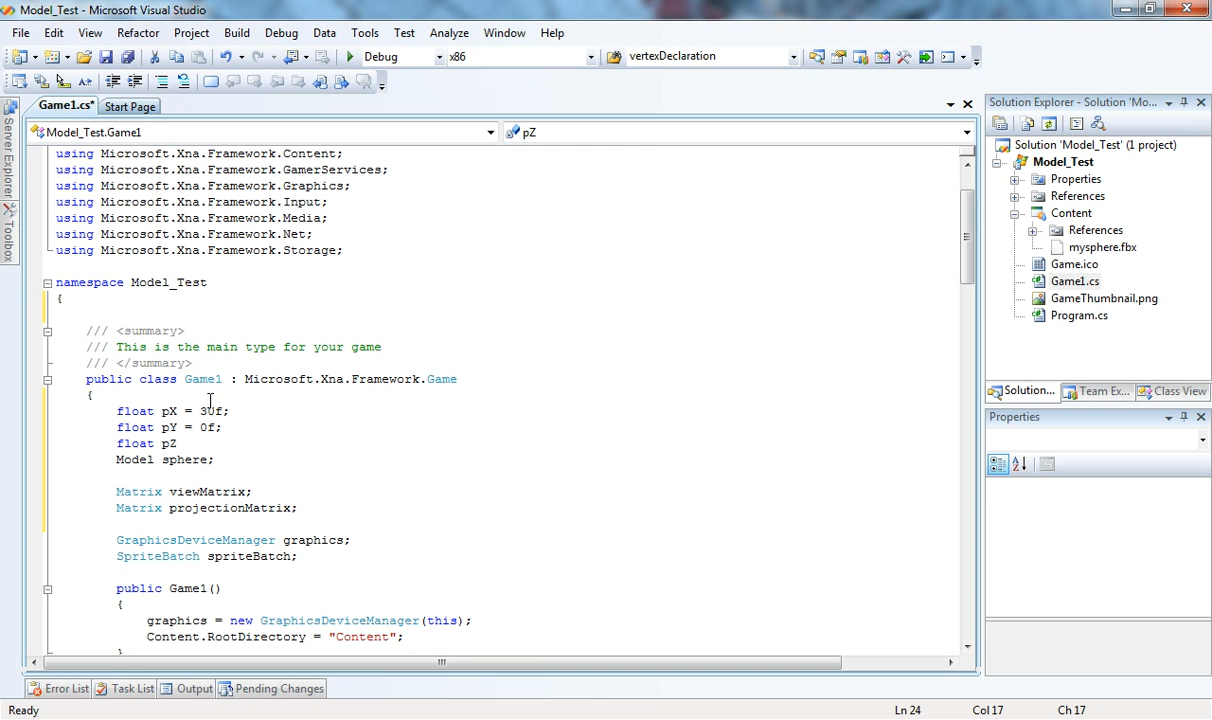 Model_Test - Microsoft Visual Studio
File Edit View Refactor Project Build Debug Data Tools Test Analyze Window Help
Debug x86 vertexDeclaration
Game1.cs* Start Page
Model_Test.Game1 pZ
using Microsoft.Xna.Framework.Content;
using Microsoft.Xna.Framework.GamerServices;
using Microsoft.Xna.Framework.Graphics;
using Microsoft.Xna.Framework.Input;
using Microsoft.Xna.Framework.Media;
using Microsoft.Xna.Framework.Net;
using Microsoft.Xna.Framework.Storage;
namespace Model_Test
{
/// <summary>
/// This is the main type for your game
/// </summary>
public class Game1 : Microsoft.Xna.Framework.Game
{
float pX = 30f;
float pY = 0f;
float pZ
Model sphere;
Matrix viewMatrix;
Matrix projectionMatrix;
GraphicsDeviceManager graphics;
SpriteBatch spriteBatch;
public Game1()
{
graphics = new GraphicsDeviceManager(this);
Content.RootDirectory = "Content";
}
Server Explorer
Toolbox
Solution Explorer - Solution 'Mo...
Solution 'Model_Test' (1 project)
Model_Test
Properties
References
Content
References
mysphere.fbx
Game.ico
Game1.cs
GameThumbnail.png
Program.cs
Solution... Team Ex... Class View
Properties
Error List Task List Output Pending Changes
Ready Ln 24 Col 17 Ch 17